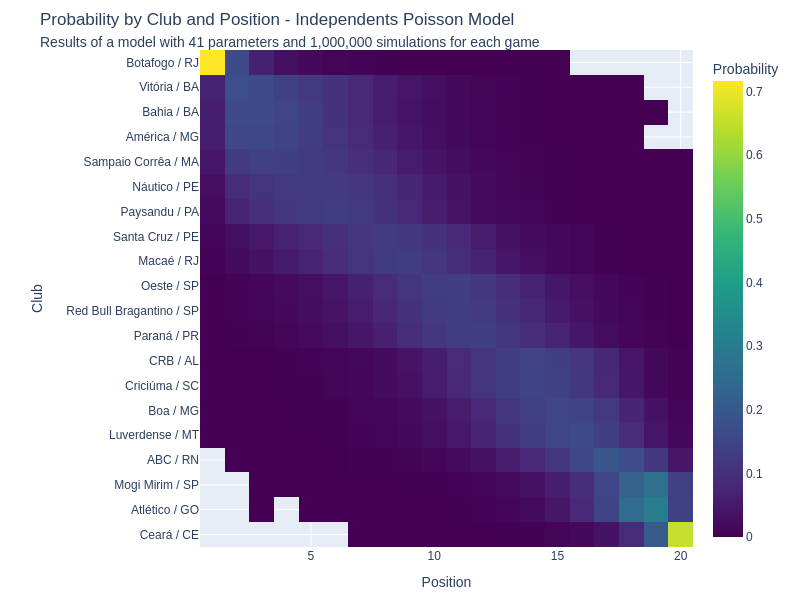 Probability by Club and Position - Independents Poisson Model
Results of a model with 41 parameters and 1,000,000 simulations for each game
Probability
Botafogo / RJ
Vitória / BA
Bahia / BA
América / MG
Sampaio Corrêa / MA
Náutico / PE
Paysandu / PA
Santa Cruz / PE
Macaé / RJ
Oeste / SP
Red Bull Bragantino / SP
Paraná / PR
CRB / AL
Criciúma / SC
Boa / MG
Luverdense / MT
ABC / RN
Mogi Mirim / SP
Atlético / GO
Ceará / CE
Club
5
10
15
20
Position
0.7
0.6
0.5
0.4
0.3
0.2
0.1
0